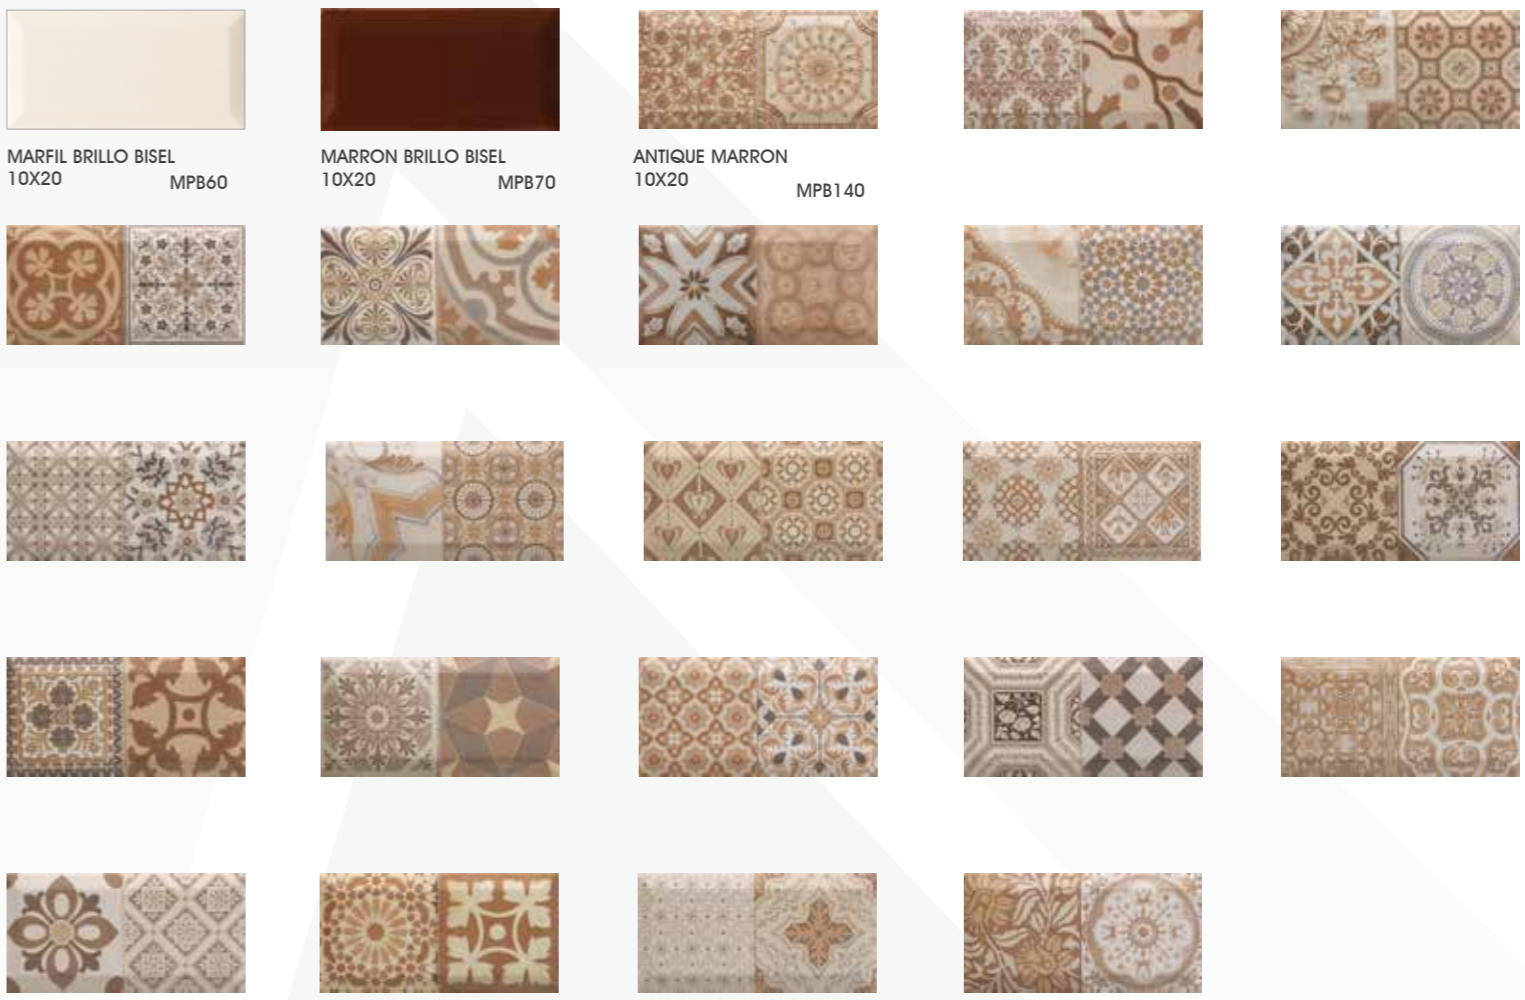 MARFIL BRILLO BISEL
10X20 MPB60
MARRON BRILLO BISEL
10X20 MPB70
ANTIQUE MARRON
10X20
MPB140